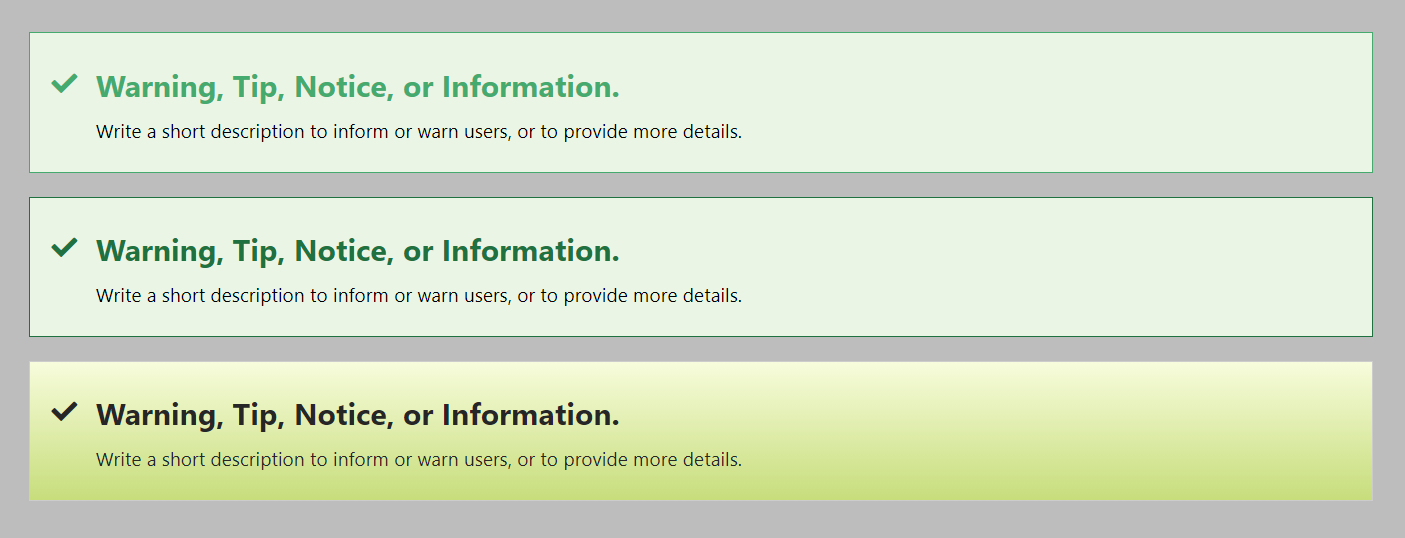 Warning, Tip, Notice, or Information.
Write a short description to inform or warn users, or to provide more details.
Warning, Tip, Notice, or Information.
Write a short description to inform or warn users, or to provide more details.
Warning, Tip, Notice, or Information.
Write a short description to inform or warn users, or to provide more details.